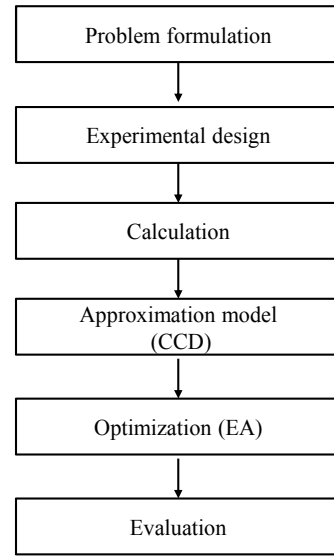 Problem formulation
Experimental design
Calculation
Approximation model
(CCD)
Optimization (EA)
Evaluation